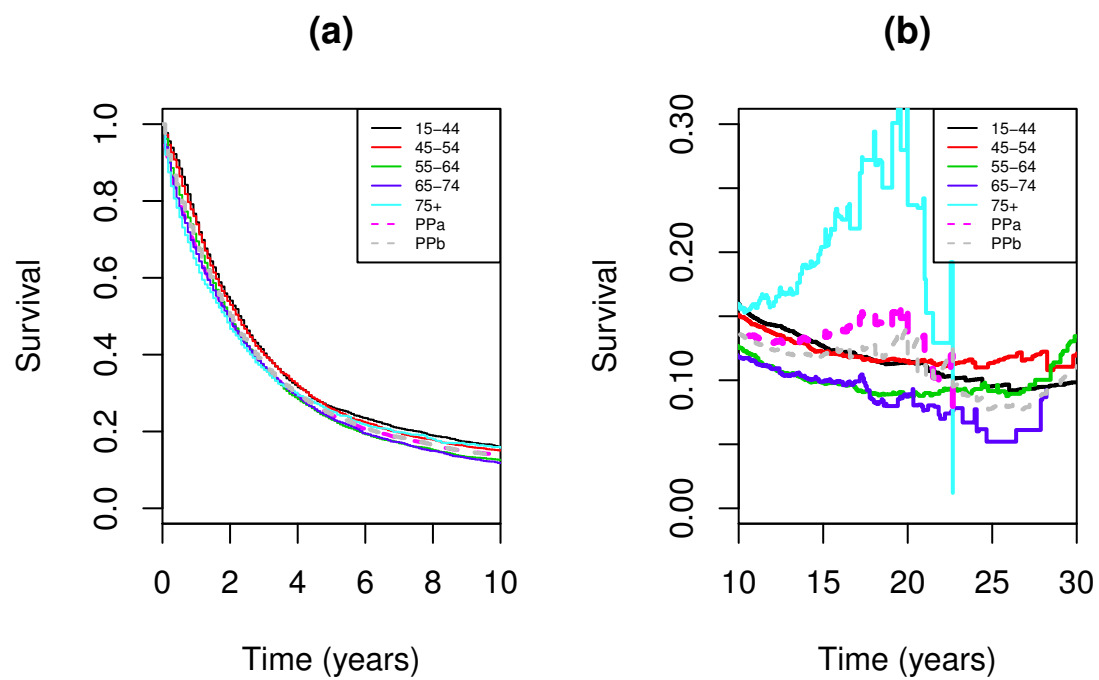 (a)
Survival
1.0
0.8
0.6
0.4
0.2
0.0
15−44
45−54
55−64
65−74
75+
PPa
PPb
0 2 4 6 8 10
Time (years)
(b)
Survival
0.30
0.20
0.10
0.00
15−44
45−54
55−64
65−74
75+
PPa
PPb
10 15 20 25 30
Time (years)